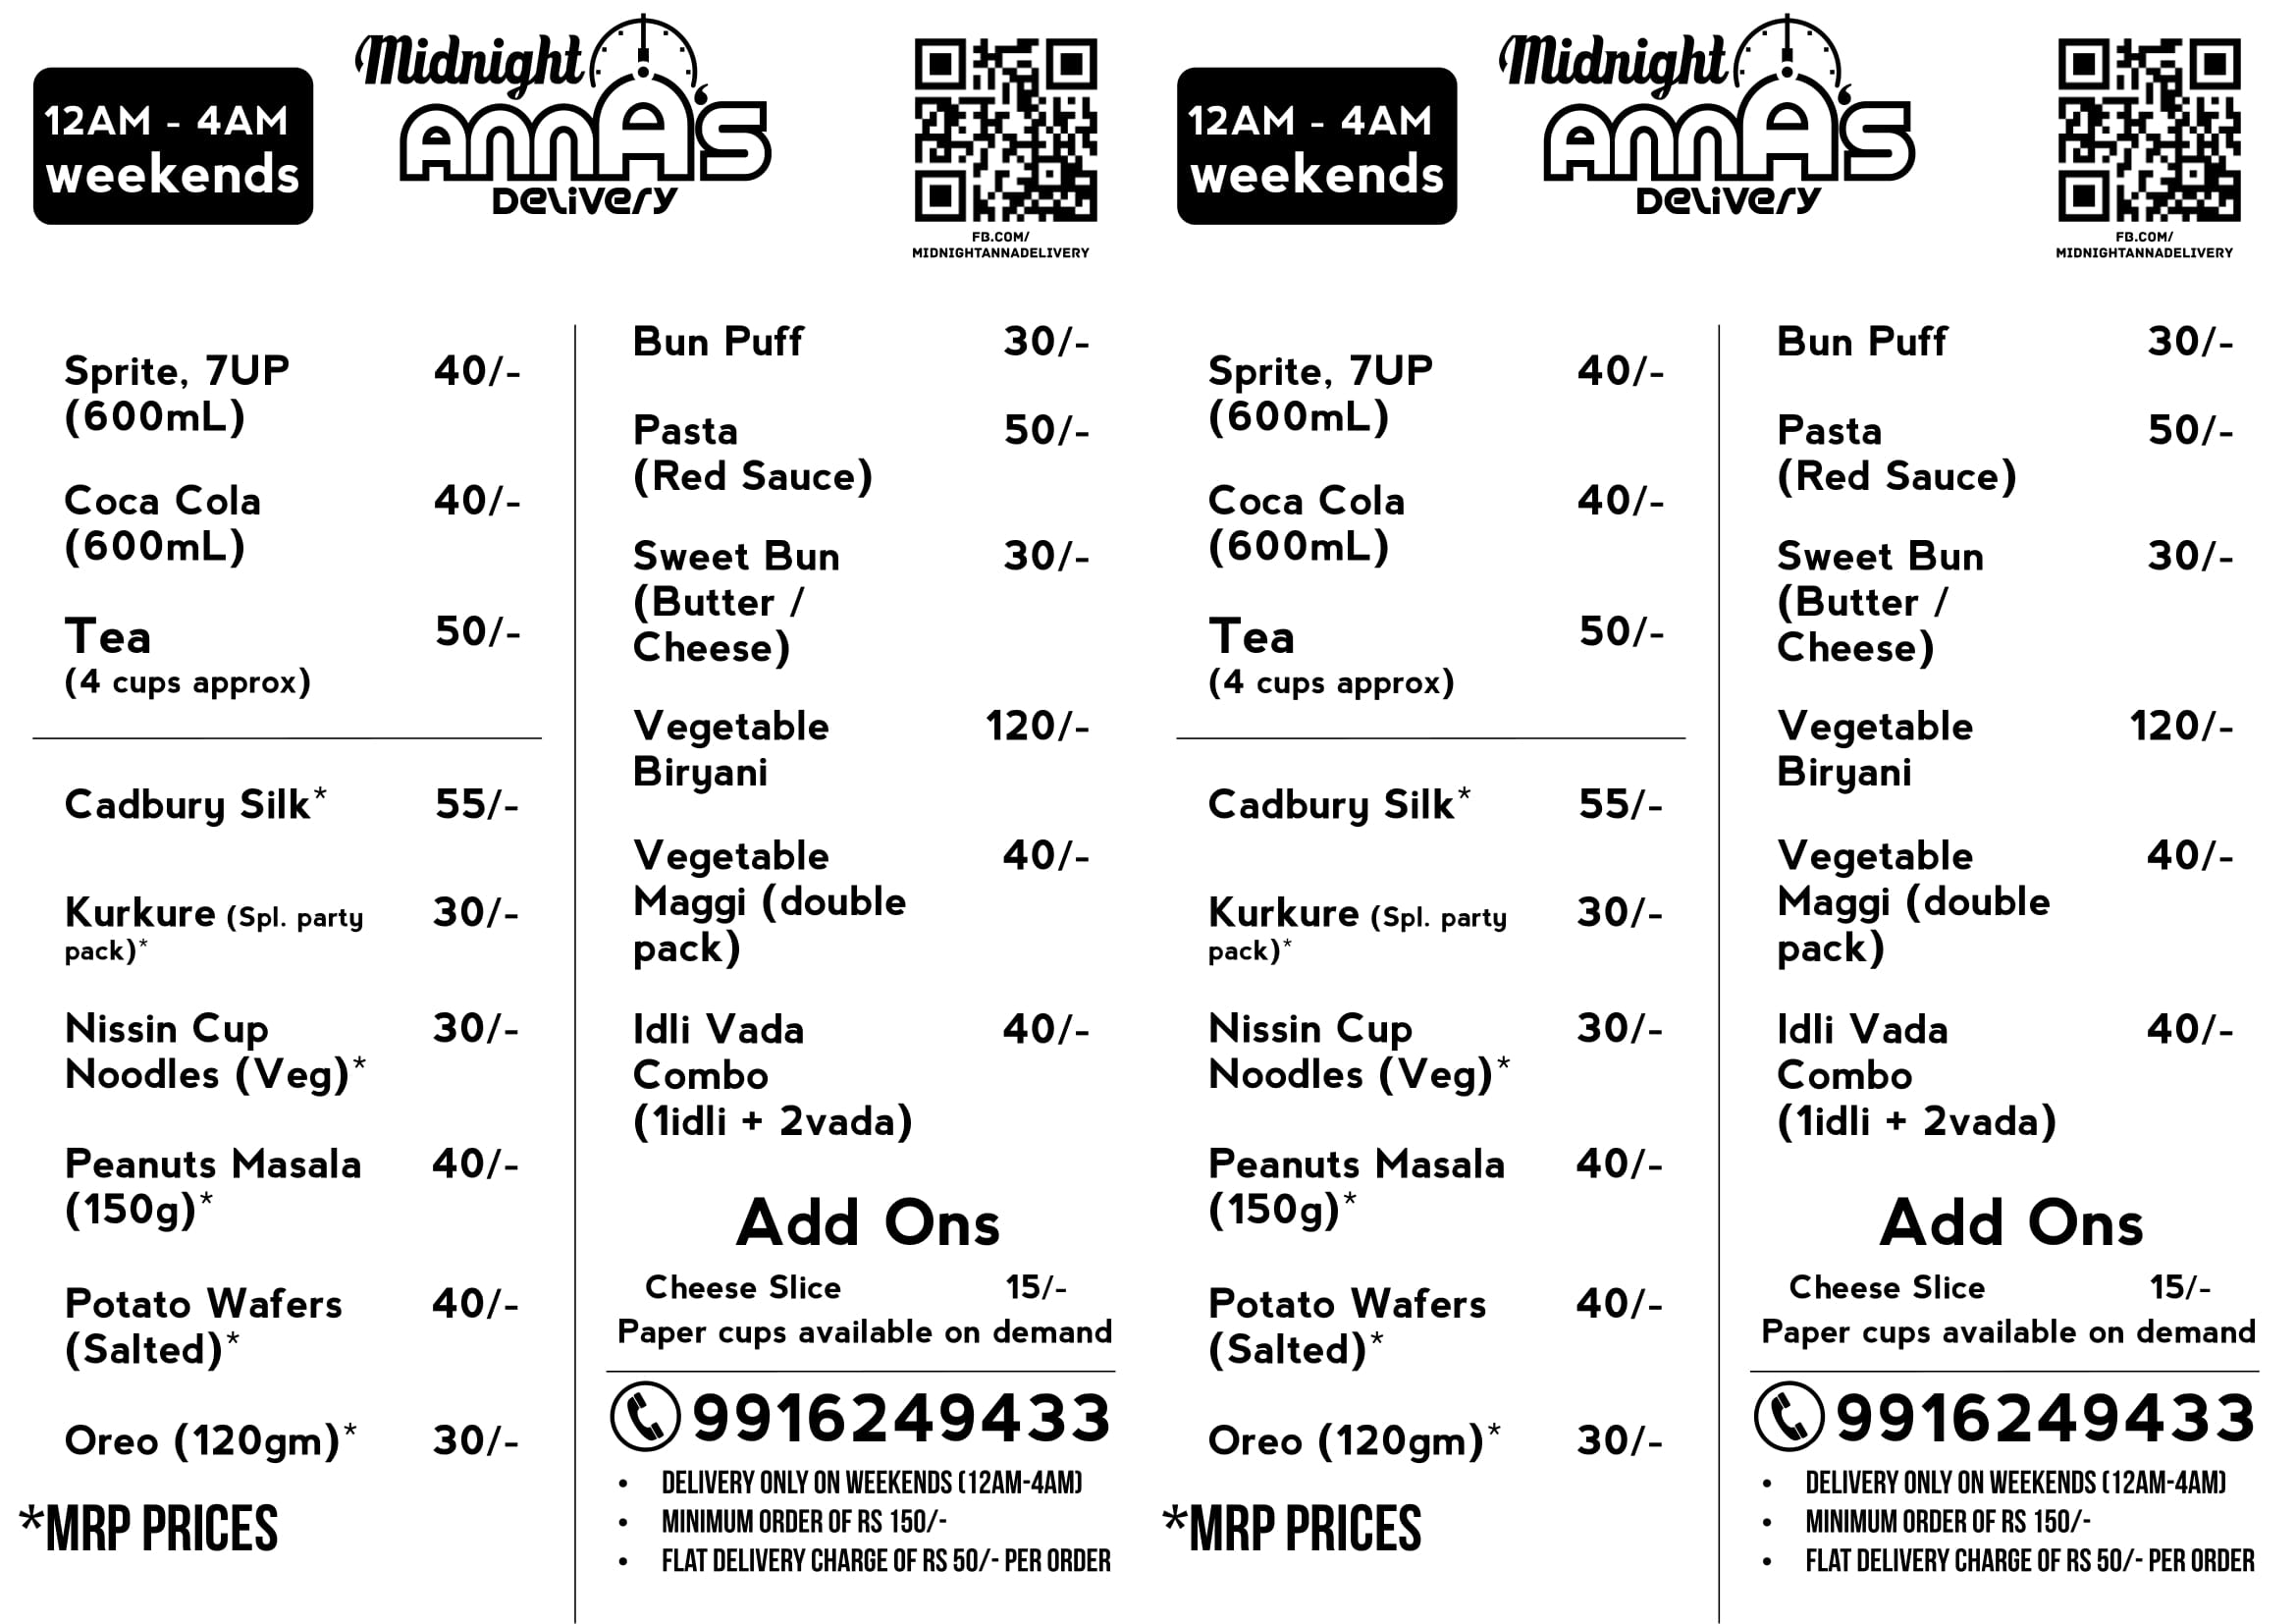 12AM - 4AM
weekends
Midnight
annA's
Delivery
FB.COM/
MIDNIGHTANNADELIVERY
Sprite, 7UP 40/-
(600mL)
Coca Cola 40/-
(600mL)
Tea 50/-
(4 cups approx)
Cadbury Silk* 55/-
Kurkure (Spl. party 30/-
pack)*
Nissin Cup 30/-
Noodles (Veg)*
Peanuts Masala 40/-
(150g)*
Potato Wafers 40/-
(Salted)*
Oreo (120gm)* 30/-
*MRP PRICES
Bun Puff 30/-
Pasta 50/-
(Red Sauce)
Sweet Bun 30/-
(Butter /
Cheese)
Vegetable 120/-
Biryani
Vegetable 40/-
Maggi (double
pack)
Idli Vada 40/-
Combo
(1idli + 2vada)
Add Ons
Cheese Slice 15/-
Paper cups available on demand
9916249433
• DELIVERY ONLY ON WEEKENDS (12AM-4AM)
• MINIMUM ORDER OF RS 150/-
• FLAT DELIVERY CHARGE OF RS 50/- PER ORDER
12AM - 4AM
weekends
Midnight
annA's
Delivery
FB.COM/
MIDNIGHTANNADELIVERY
Sprite, 7UP 40/-
(600mL)
Coca Cola 40/-
(600mL)
Tea 50/-
(4 cups approx)
Cadbury Silk* 55/-
Kurkure (Spl. party 30/-
pack)*
Nissin Cup 30/-
Noodles (Veg)*
Peanuts Masala 40/-
(150g)*
Potato Wafers 40/-
(Salted)*
Oreo (120gm)* 30/-
*MRP PRICES
Bun Puff 30/-
Pasta 50/-
(Red Sauce)
Sweet Bun 30/-
(Butter /
Cheese)
Vegetable 120/-
Biryani
Vegetable 40/-
Maggi (double
pack)
Idli Vada 40/-
Combo
(1idli + 2vada)
Add Ons
Cheese Slice 15/-
Paper cups available on demand
9916249433
• DELIVERY ONLY ON WEEKENDS (12AM-4AM)
• MINIMUM ORDER OF RS 150/-
• FLAT DELIVERY CHARGE OF RS 50/- PER ORDER